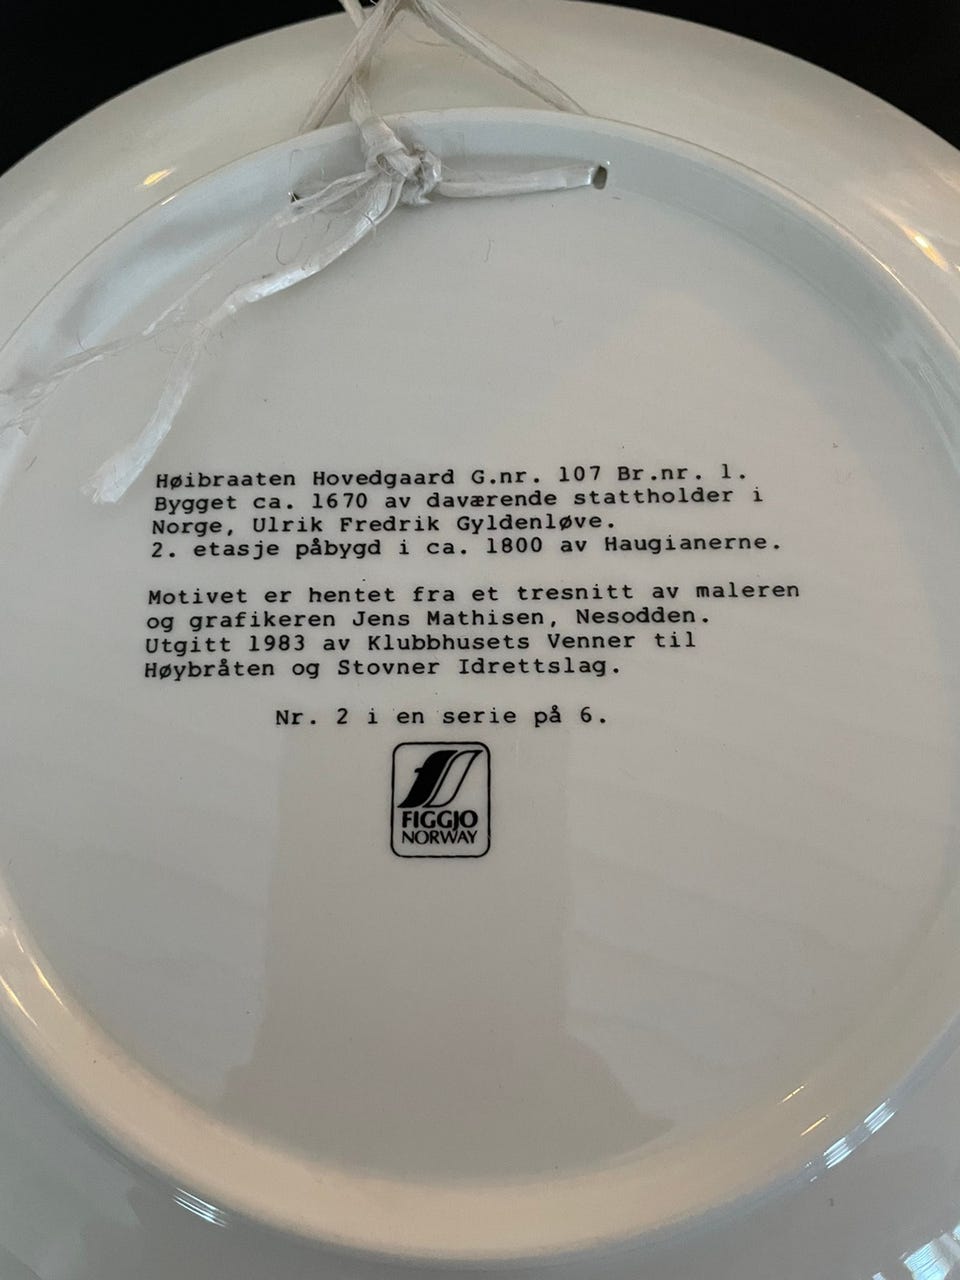 Høibraaten Hovedgaard G.nr. 107 Br.nr. 1.
Bygget ca. 1670 av daværende stattholder i
Norge, Ulrik Fredrik Gyldenløve.
2. etasje påbygd i ca. 1800 av Haugianerne.
Motivet er hentet fra et tresnitt av maleren
og grafikeren Jens Mathisen, Nesodden.
Utgitt 1983 av Klubbhusets Venner til
Høybråten og Stovner Idrettslag.
Nr. 2 i en serie på 6.
FIGGJO
NORWAY